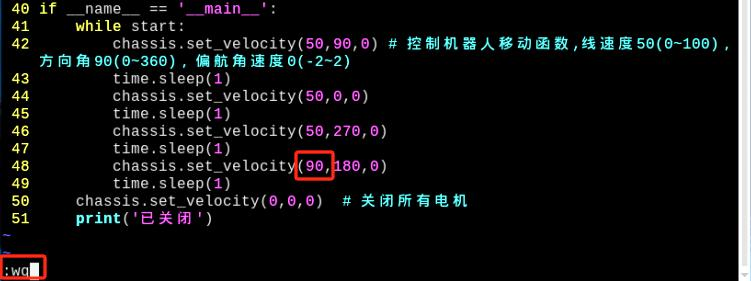 40 if __name__ == '__main__':
41     while start:
42         chassis.set_velocity(50,90,0) # 控制机器人移动函数,线速度50(0~100),
方向角90(0~360), 偏航角速度0(-2~2)
43         time.sleep(1)
44         chassis.set_velocity(50,0,0)
45         time.sleep(1)
46         chassis.set_velocity(50,270,0)
47         time.sleep(1)
48         chassis.set_velocity(90,180,0)
49         time.sleep(1)
50     chassis.set_velocity(0,0,0)  # 关闭所有电机
51     print('已关闭')
~
~
:wq